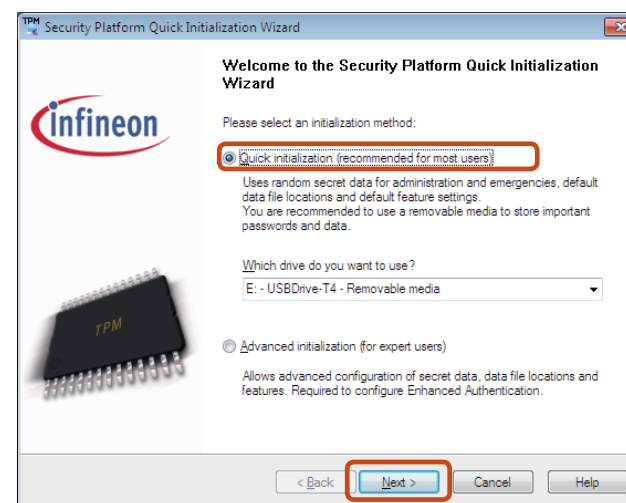 TPM Security Platform Quick Initialization Wizard
Welcome to the Security Platform Quick Initialization
Wizard
infineon
Please select an initialization method:
Quick initialization (recommended for most users)
Uses random secret data for administration and emergencies, default
data file locations and default feature settings.
You are recommended to use a removable media to store important
passwords and data.
Which drive do you want to use?
E: - USBDrive-T4 - Removable media
TPM
Advanced initialization (for expert users)
Allows advanced configuration of secret data, data file locations and
features. Required to configure Enhanced Authentication.
< Back Next > Cancel Help